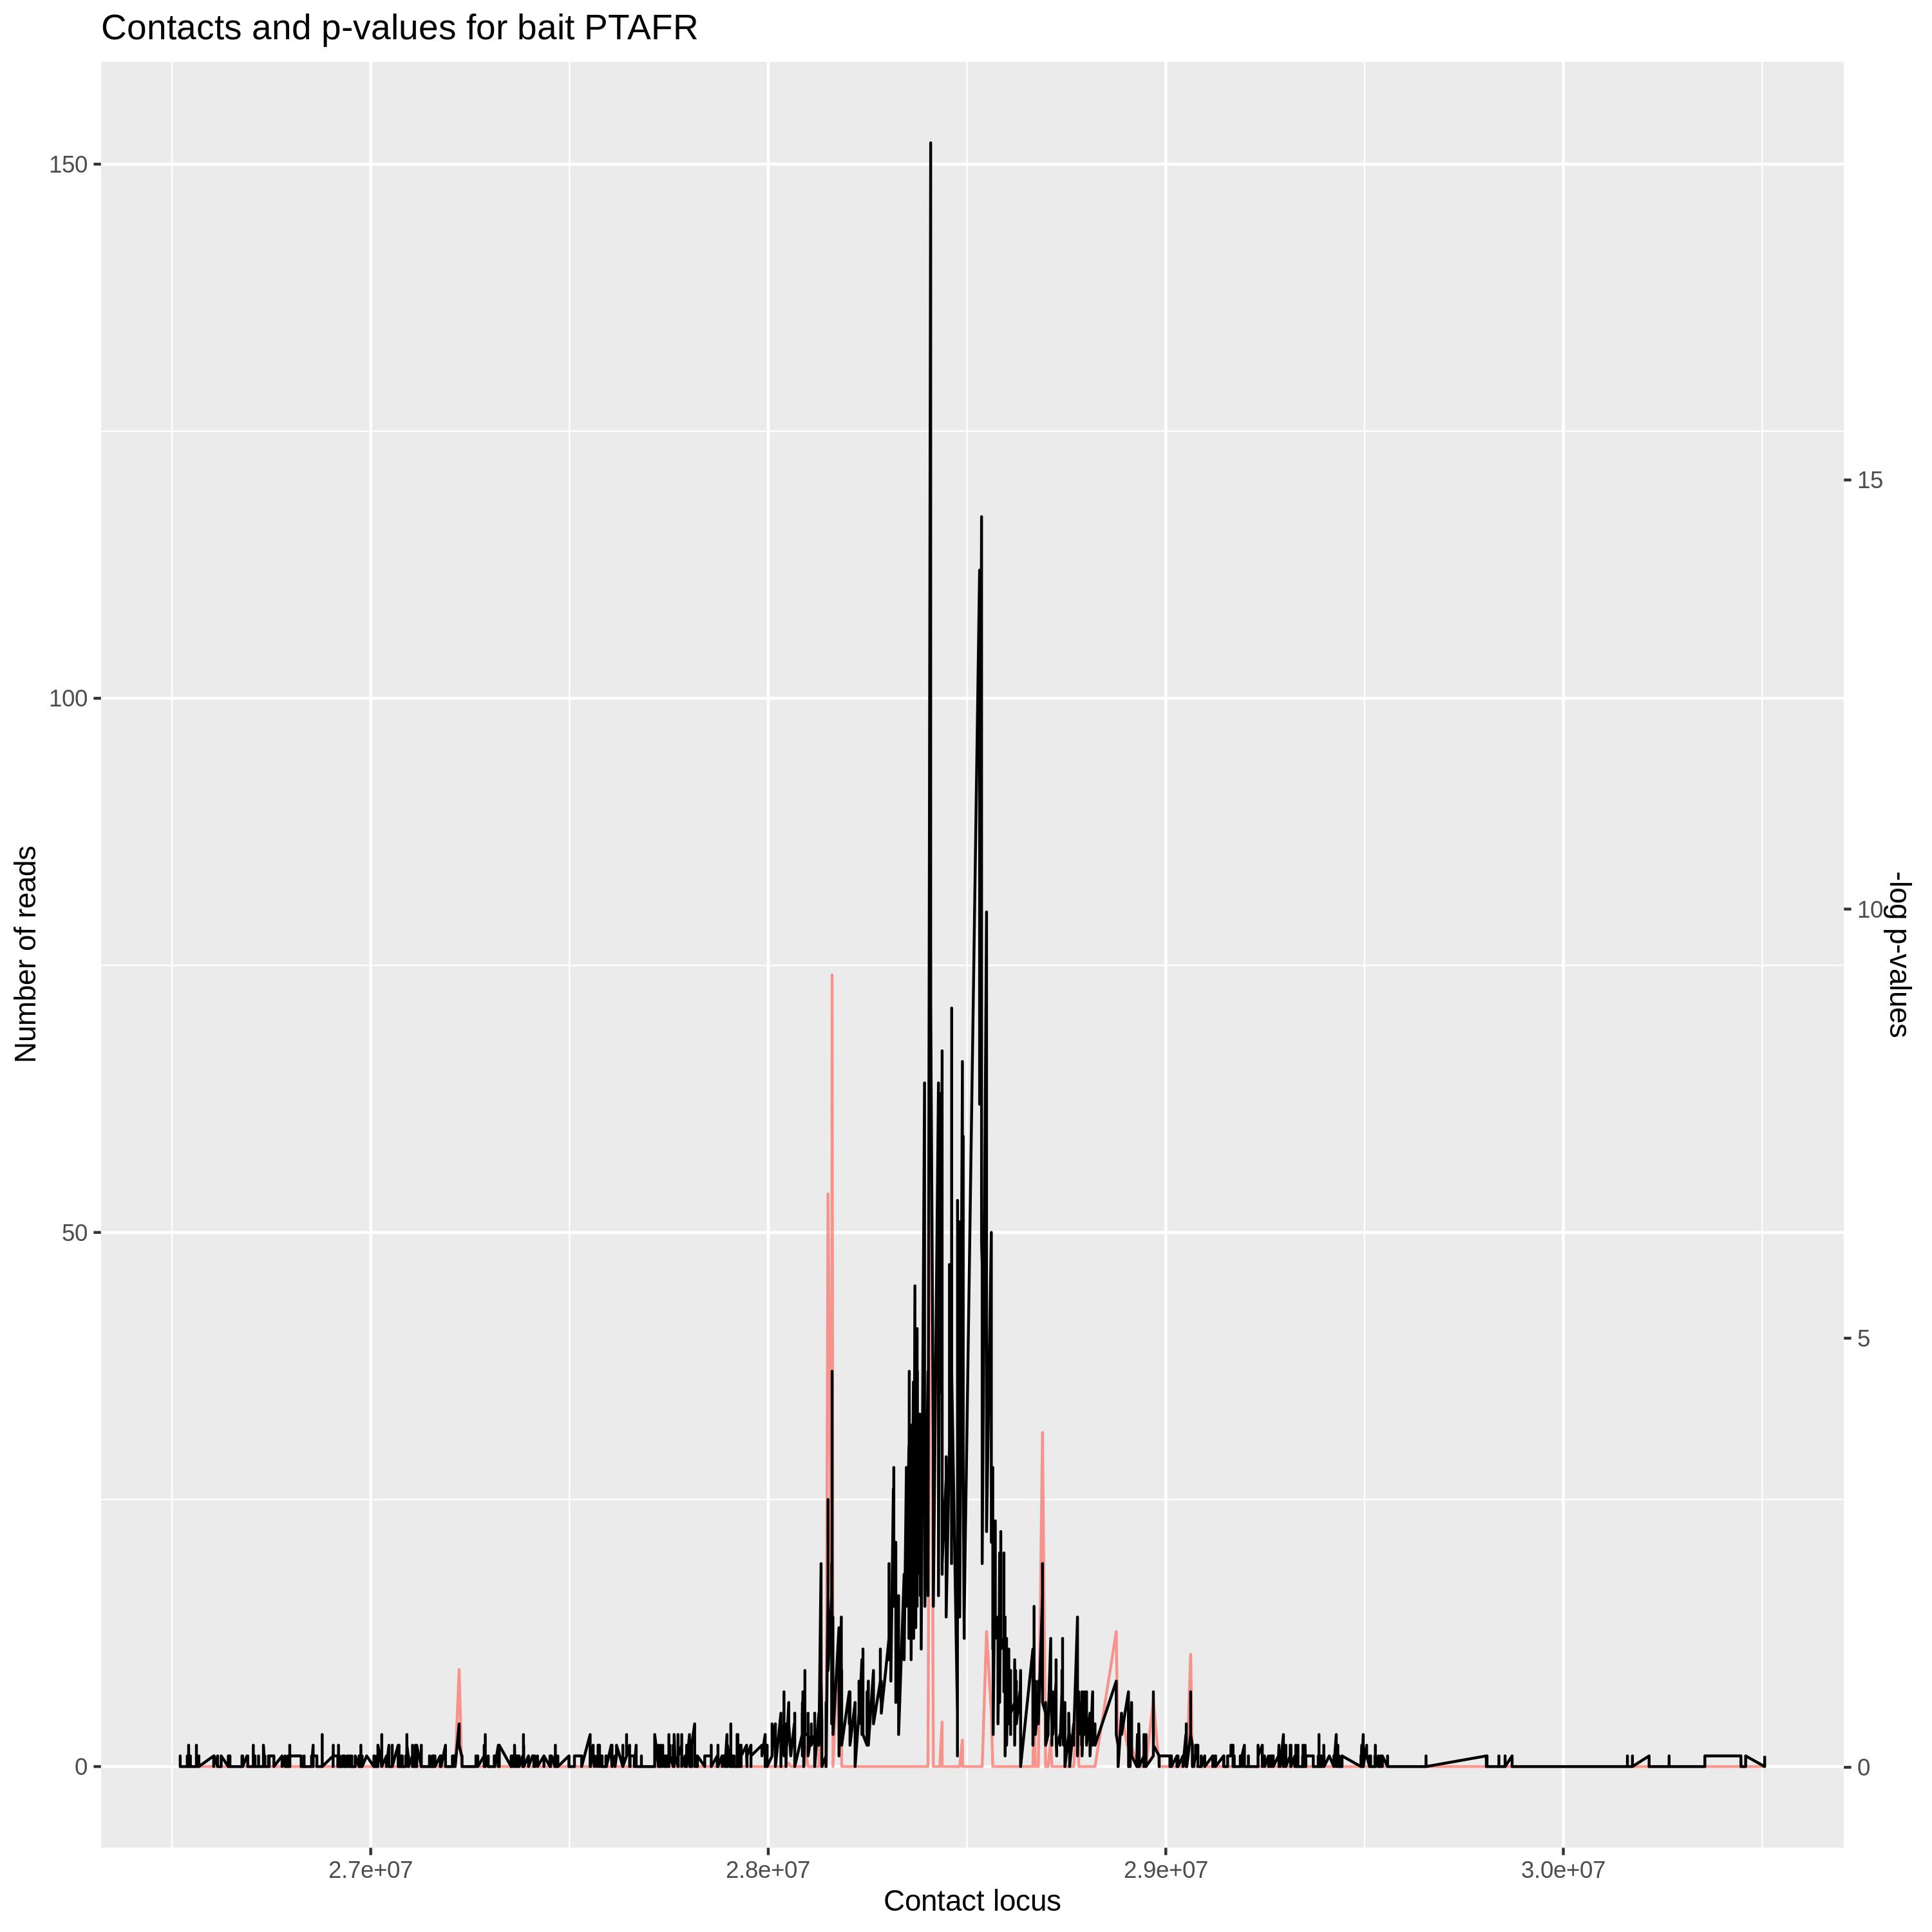 Contacts and p-values for bait PTAFR
150
100
50
0
Number of reads
15
10
5
0
-log p-values
2.7e+07
2.8e+07
2.9e+07
3.0e+07
Contact locus